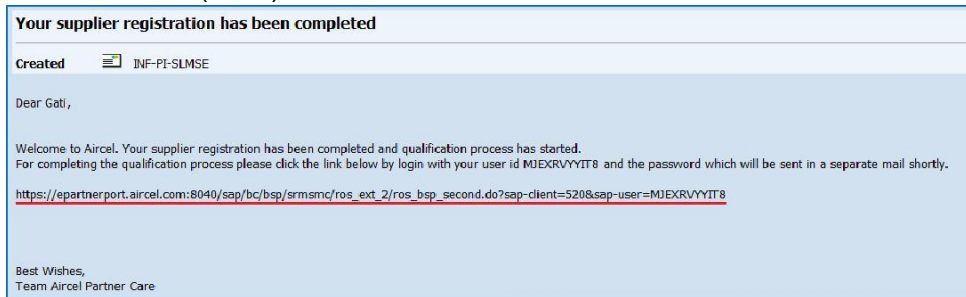 Your supplier registration has been completed
Created INF-PI-SLMSE
Dear Gati,
Welcome to Aircel. Your supplier registration has been completed and qualification process has started.
For completing the qualification process please click the link below by login with your user id MJEXRVYYIT8 and the password which will be sent in a separate mail shortly.
https://epartnerport.aircel.com:8040/sap/bc/bsp/srmsmc/ros_ext_2/ros_bsp_second.do?sap-client=520&sap-user=MJEXRVYYIT8
Best Wishes,
Team Aircel Partner Care